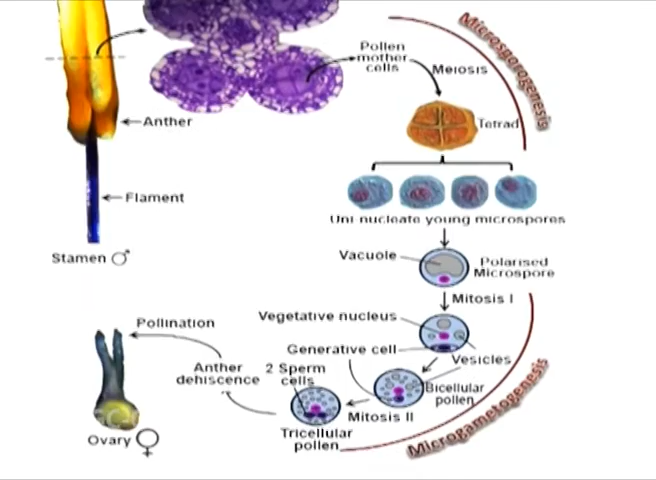 Microsporogenesis
Pollen
mother
cells
Meiosis
Tetrad
Anther
Filament
Stamen ♂
Uni nucleate young microspores
Vacuole
Polarised
Microspore
Mitosis I
Vegetative nucleus
Generative cell
Vesicles
Pollination
Anther
dehiscence
2 Sperm
cells
Bicellular
pollen
Mitosis II
Tricellular
pollen
Ovary ♀
Microgametogenesis